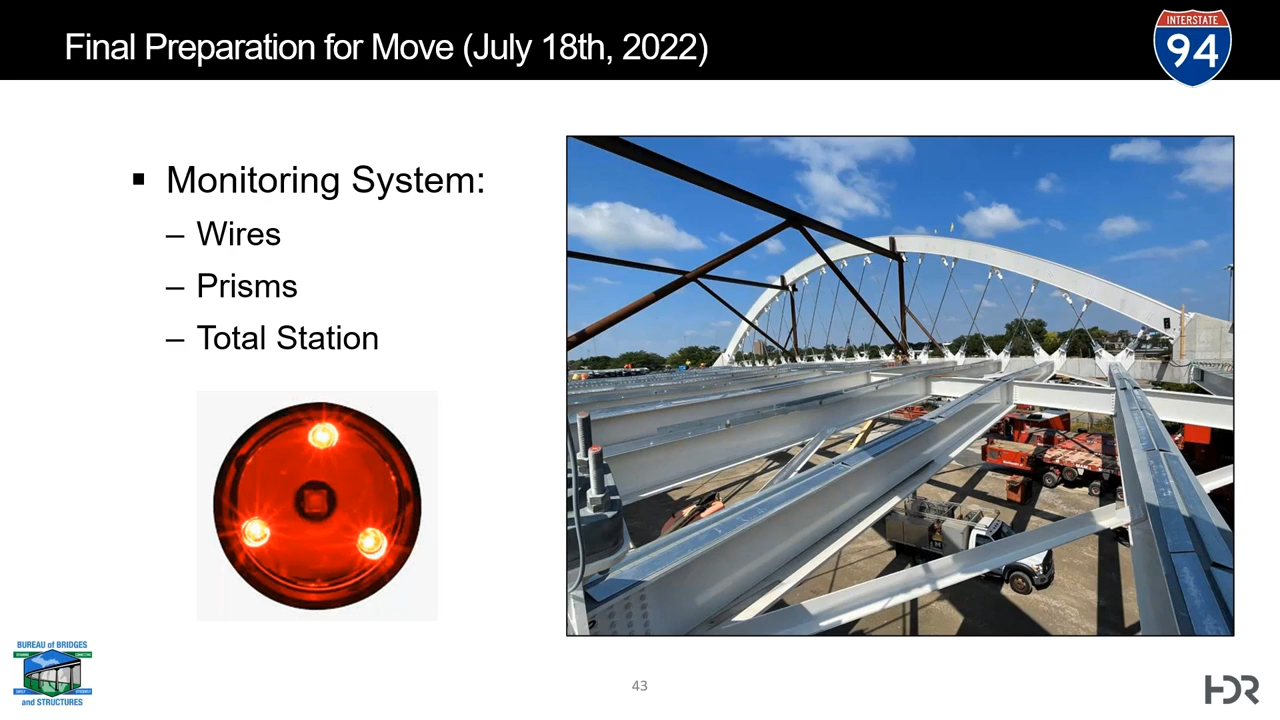 Final Preparation for Move (July 18th, 2022)
INTERSTATE
94
▪ Monitoring System:
– Wires
– Prisms
– Total Station
BUREAU of BRIDGES
and STRUCTURES
43
HDR